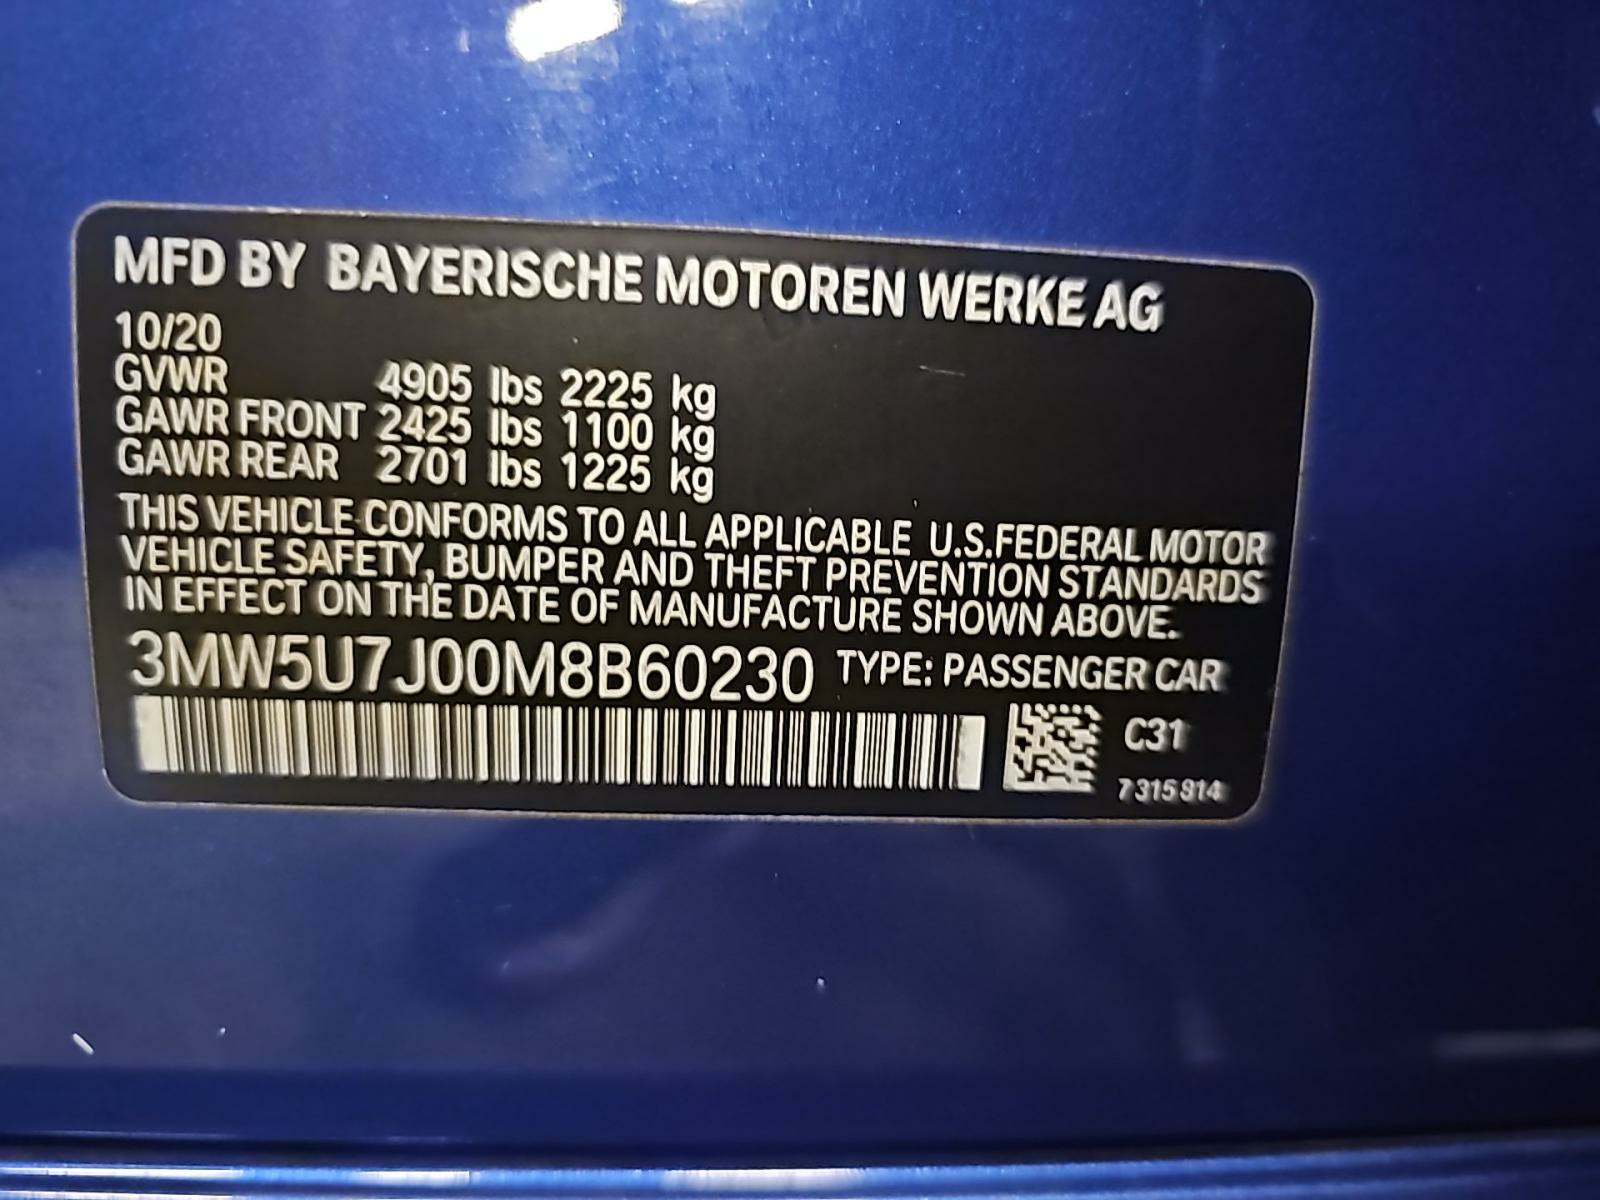 MFD BY BAYERISCHE MOTOREN WERKE AG
10/20
GVWR 4905 lbs 2225 kg
GAWR FRONT 2425 lbs 1100 kg
GAWR REAR 2701 lbs 1225 kg
THIS VEHICLE CONFORMS TO ALL APPLICABLE U.S.FEDERAL MOTOR
VEHICLE SAFETY, BUMPER AND THEFT PREVENTION STANDARDS
IN EFFECT ON THE DATE OF MANUFACTURE SHOWN ABOVE.
3MW5U7J00M8B60230 TYPE: PASSENGER CAR
C31
7315914